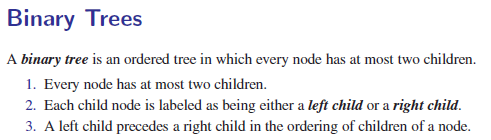 Binary Trees
A binary tree is an ordered tree in which every node has at most two children.
1. Every node has at most two children.
2. Each child node is labeled as being either a left child or a right child.
3. A left child precedes a right child in the ordering of children of a node.